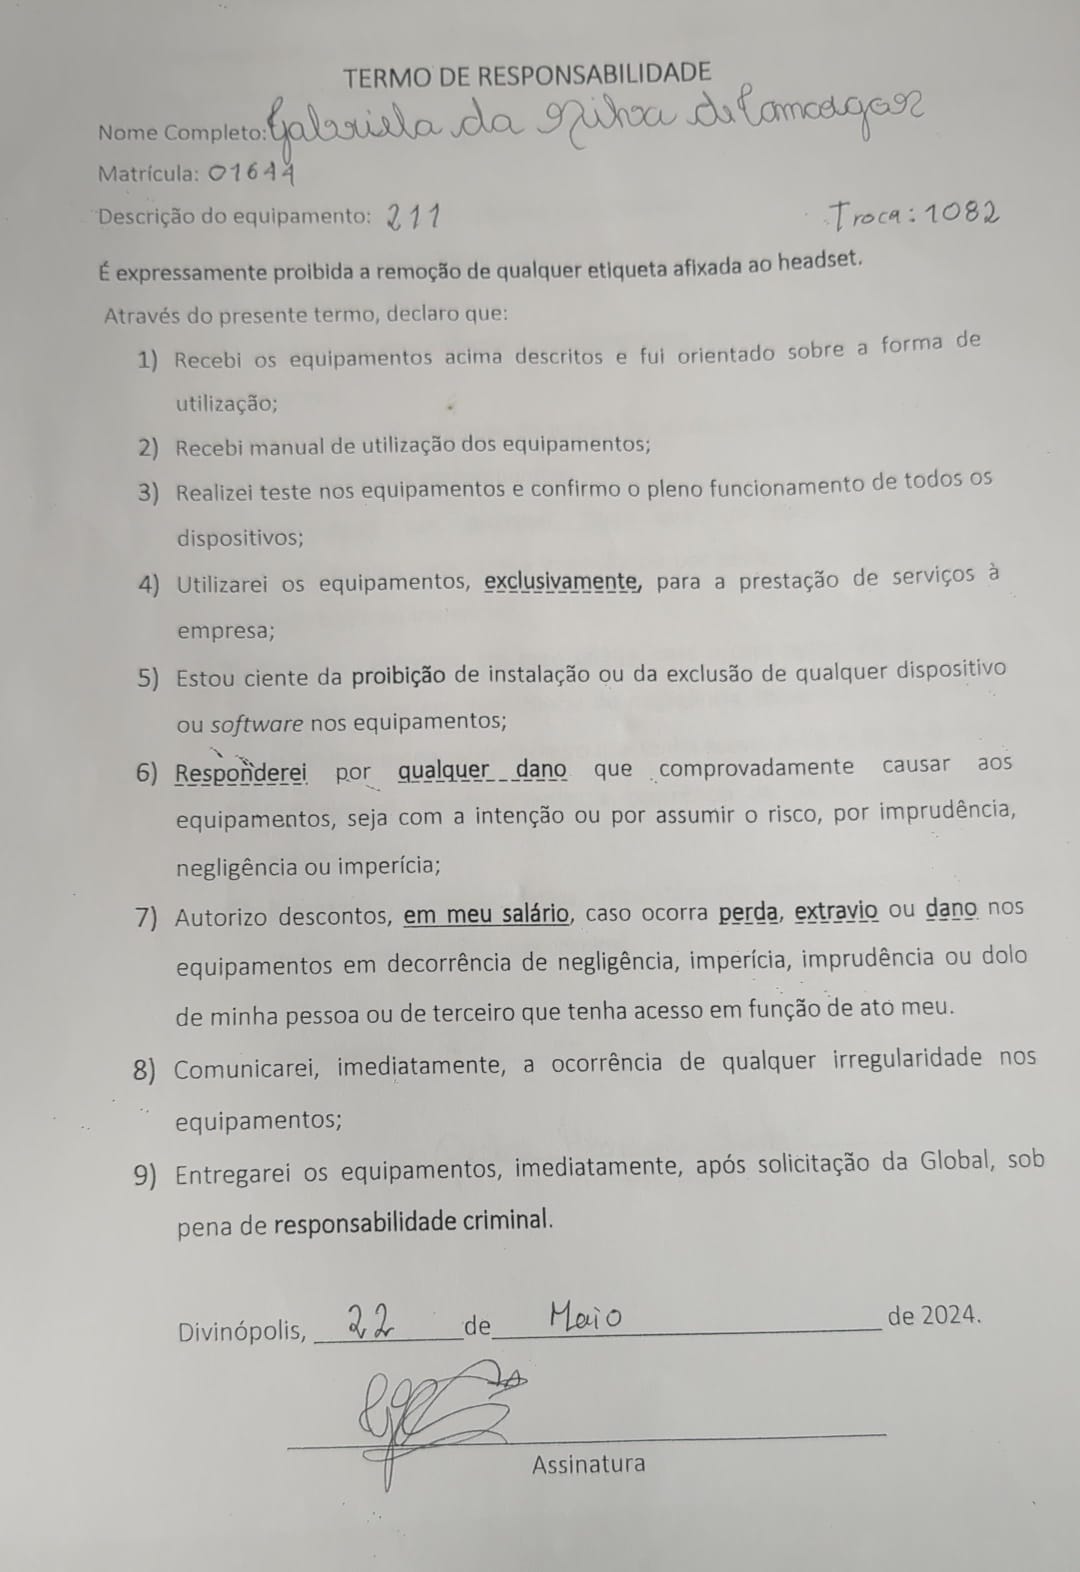 TERMO DE RESPONSABILIDADE
Nome Completo: Gabriela da
Matrícula: 01644
Descrição do equipamento: 211 Troca: 1082
É expressamente proibida a remoção de qualquer etiqueta afixada ao headset.
Através do presente termo, declaro que:
1) Recebi os equipamentos acima descritos e fui orientado sobre a forma de
utilização;
2) Recebi manual de utilização dos equipamentos;
3) Realizei teste nos equipamentos e confirmo o pleno funcionamento de todos os
dispositivos;
4) Utilizarei os equipamentos, exclusivamente, para a prestação de serviços à
empresa;
5) Estou ciente da proibição de instalação ou da exclusão de qualquer dispositivo
ou software nos equipamentos;
6) Responderei por qualquer dano que comprovadamente causar aos
equipamentos, seja com a intenção ou por assumir o risco, por imprudência,
negligência ou imperícia;
7) Autorizo descontos, em meu salário, caso ocorra perda, extravio ou dano nos
equipamentos em decorrência de negligência, imperícia, imprudência ou dolo
de minha pessoa ou de terceiro que tenha acesso em função de ato meu.
8) Comunicarei, imediatamente, a ocorrência de qualquer irregularidade nos
equipamentos;
9) Entregarei os equipamentos, imediatamente, após solicitação da Global, sob
pena de responsabilidade criminal.
Divinópolis, 22 de Maio de 2024.
Assinatura